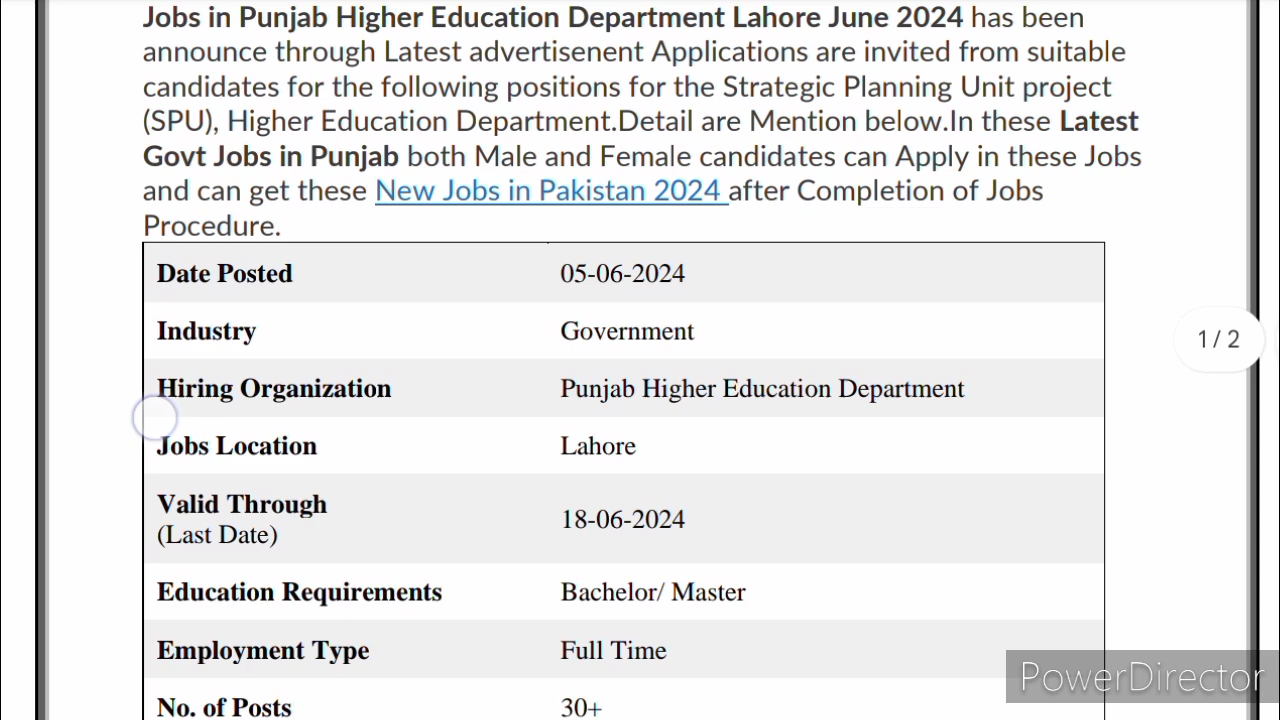 Jobs in Punjab Higher Education Department Lahore June 2024 has been
announce through Latest advertisenent Applications are invited from suitable
candidates for the following positions for the Strategic Planning Unit project
(SPU), Higher Education Department.Detail are Mention below.In these Latest
Govt Jobs in Punjab both Male and Female candidates can Apply in these Jobs
and can get these New Jobs in Pakistan 2024 after Completion of Jobs
Procedure.
Date Posted 05-06-2024
Industry Government
1 / 2
Hiring Organization Punjab Higher Education Department
Jobs Location Lahore
Valid Through
(Last Date) 18-06-2024
Education Requirements Bachelor/ Master
Employment Type Full Time
PowerDirector
No. of Posts 30+